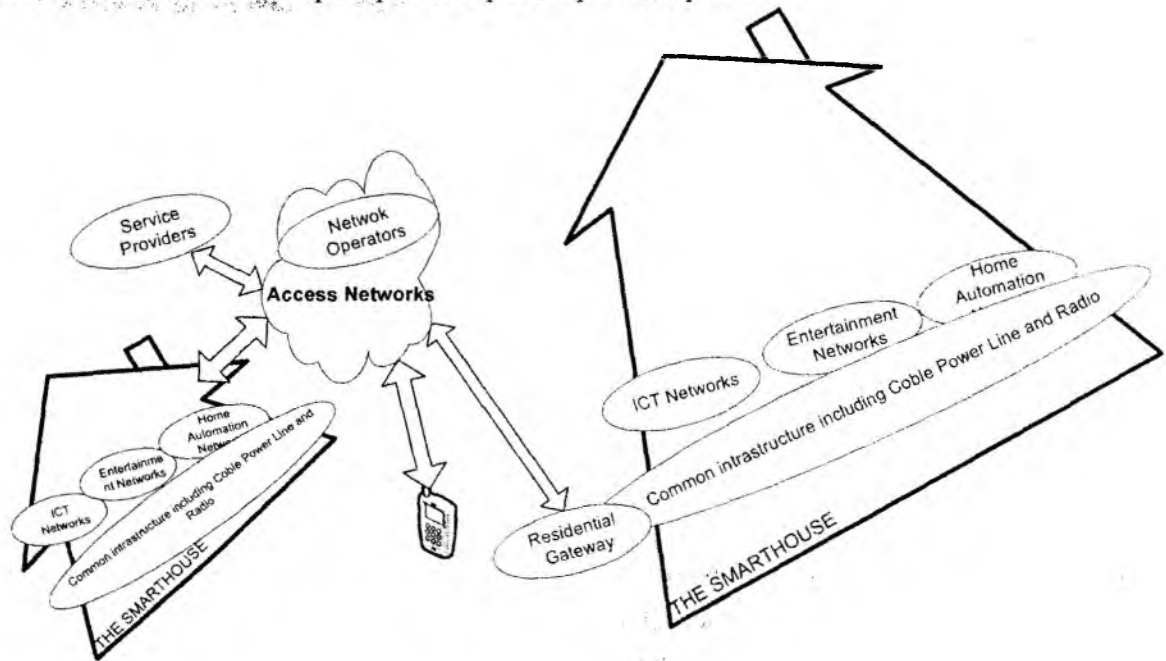 Service
Providers
Netwok
Operators
Access Networks
Home
Automation
Entertainment
Networks
ICT Networks
Common intrastructure including Coble Power Line and Radio
Residential
Gateway
THE SMARTHOUSE
Home
Automation
Entertainme
nt Networks
ICT
Networks
Common intrastructure including Coble Power Line and
Radio
THE SMARTHOUSE